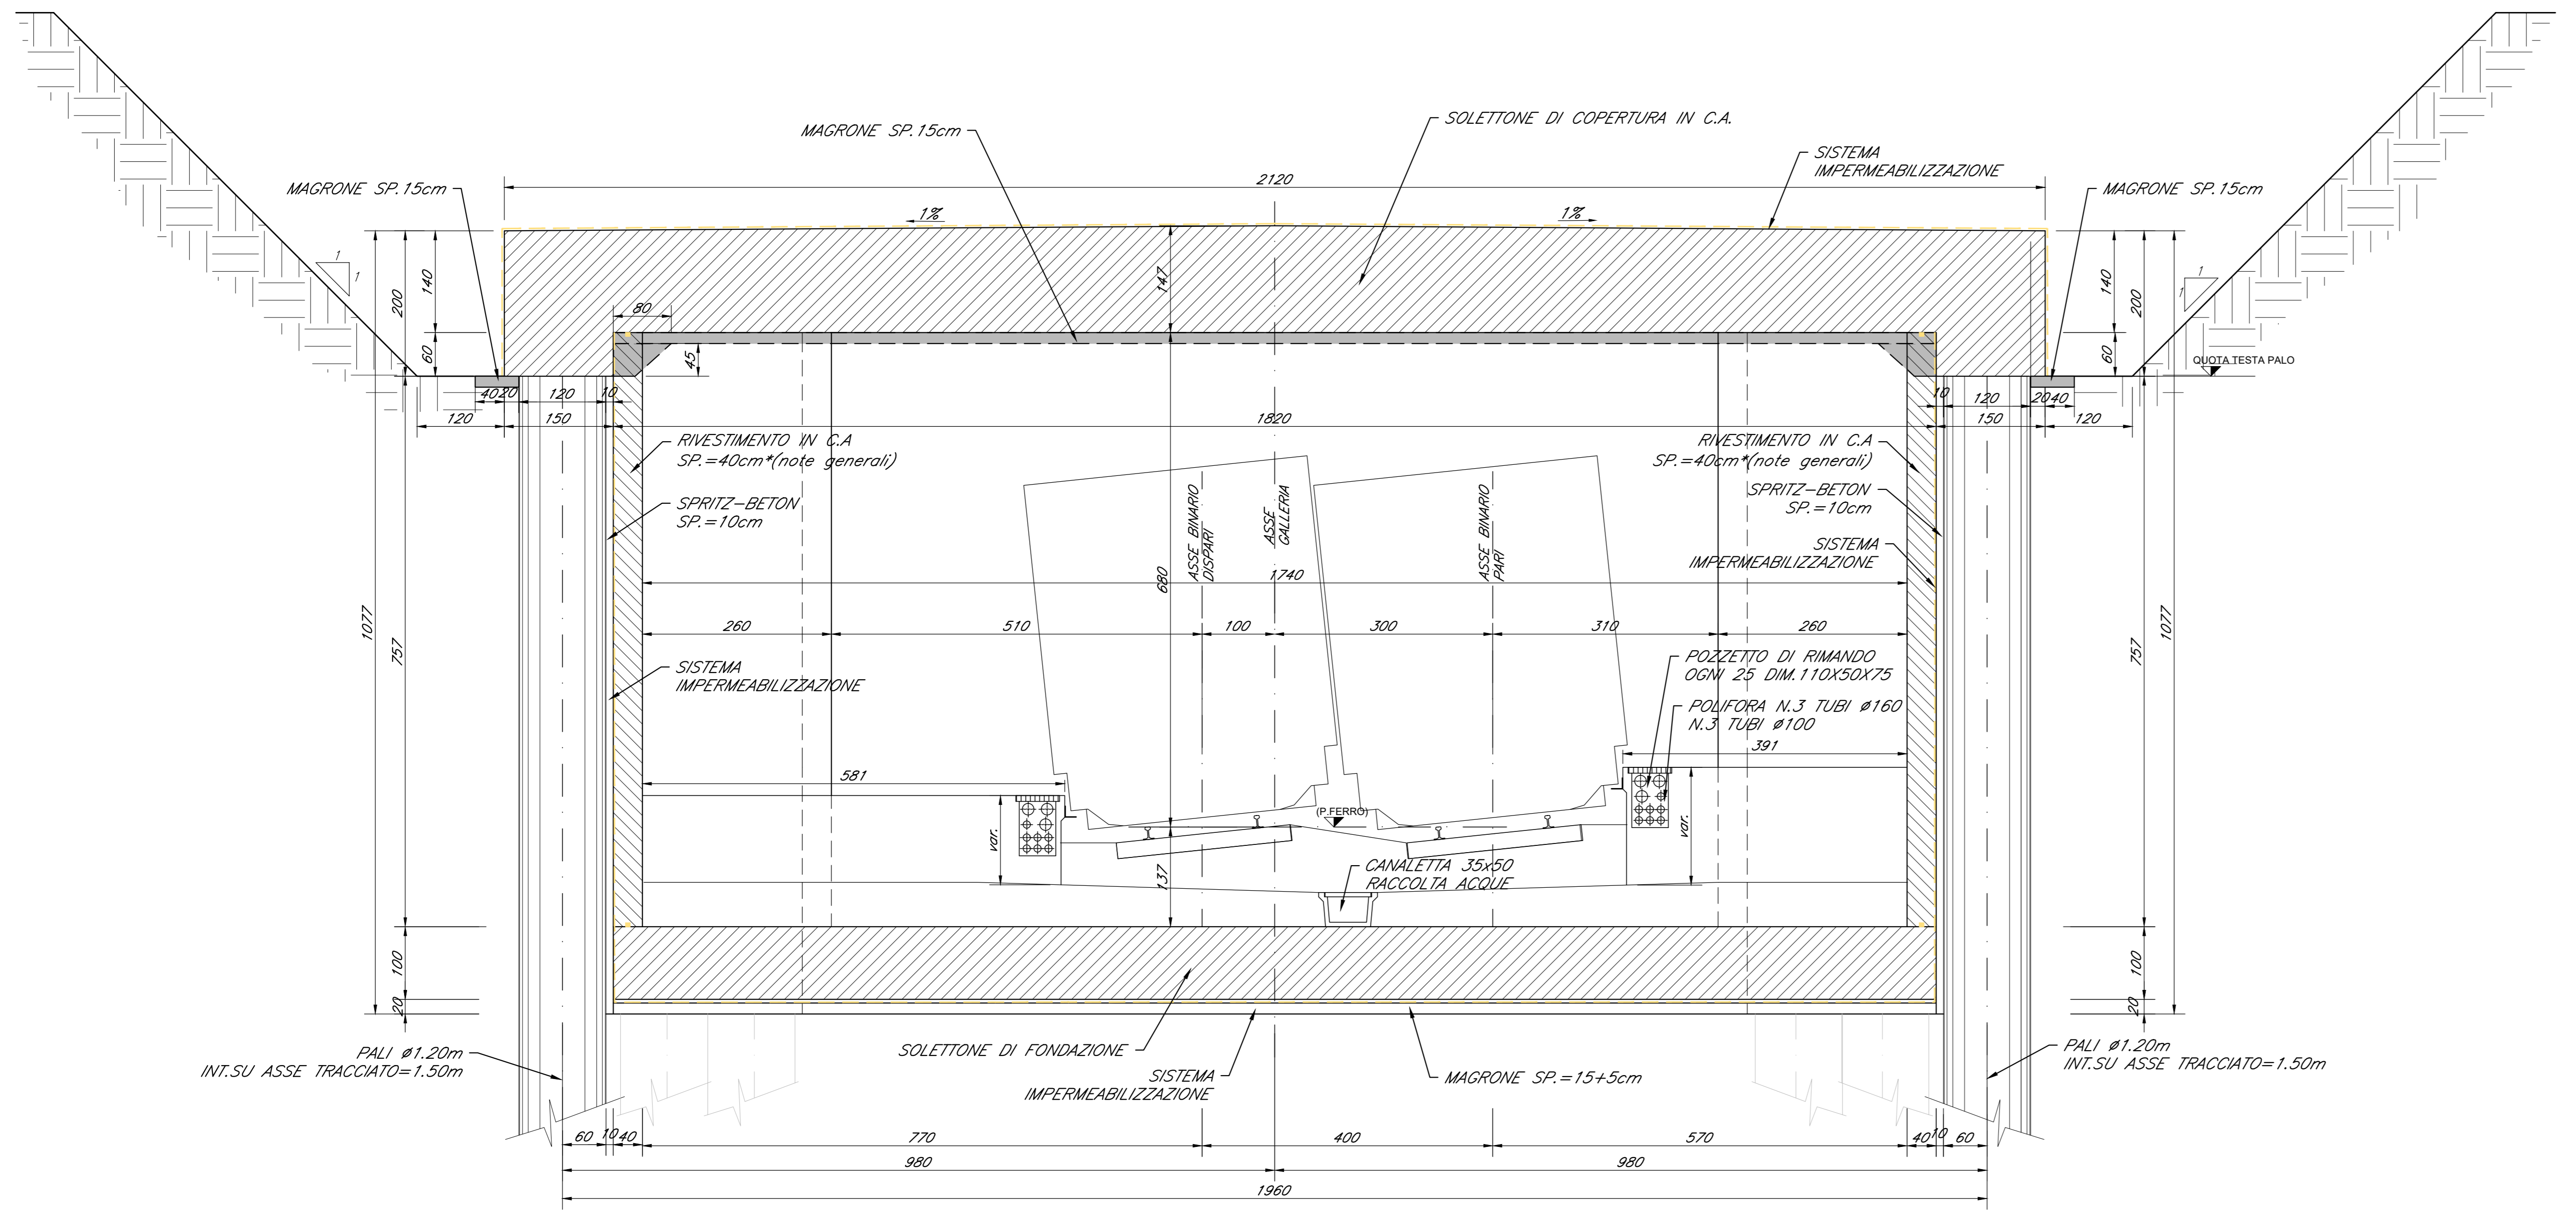 SOLETTONE DI COPERTURA IN C.A.
MAGRONE SP.15cm
SISTEMA
IMPERMEABILIZZAZIONE
MAGRONE SP.15cm
2120
MAGRONE SP.15cm
1%
1%
140
200
147
140
200
1
1
1
1
80
60
45
60
QUOTA TESTA PALO
40
20
120
10
10
120
20
40
120
150
1820
150
120
RIVESTIMENTO IN C.A
SP.=40cm*(note generali)
RIVESTIMENTO IN C.A
SP.=40cm*(note generali)
SPRITZ-BETON
SP.=10cm
ASSE BINARIO
DISPARI
ASSE
GALLERIA
ASSE BINARIO
PARI
SPRITZ-BETON
SP.=10cm
SISTEMA
IMPERMEABILIZZAZIONE
680
1740
1077
757
260
510
100
300
310
260
757
1077
SISTEMA
IMPERMEABILIZZAZIONE
POZZETTO DI RIMANDO
OGNI 25 DIM.110X50X75
POLIFORA N.3 TUBI ø160
N.3 TUBI ø100
391
581
(P.FERRO)
var.
var.
137
CANALETTA 35x50
RACCOLTA ACQUE
100
100
20
20
PALI ø1.20m
INT.SU ASSE TRACCIATO=1.50m
SOLETTONE DI FONDAZIONE
SISTEMA
IMPERMEABILIZZAZIONE
MAGRONE SP.=15+5cm
PALI ø1.20m
INT.SU ASSE TRACCIATO=1.50m
60
10
40
770
400
570
40
10
60
980
980
1960